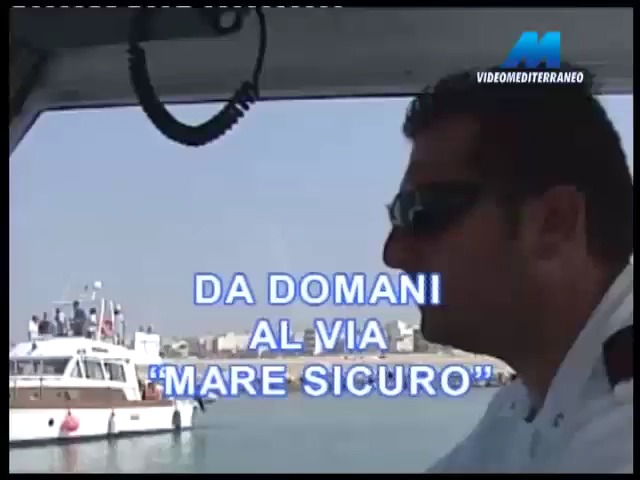 VIDEOMEDITERRANEO
DA DOMANI
AL VIA
“MARE SICURO”